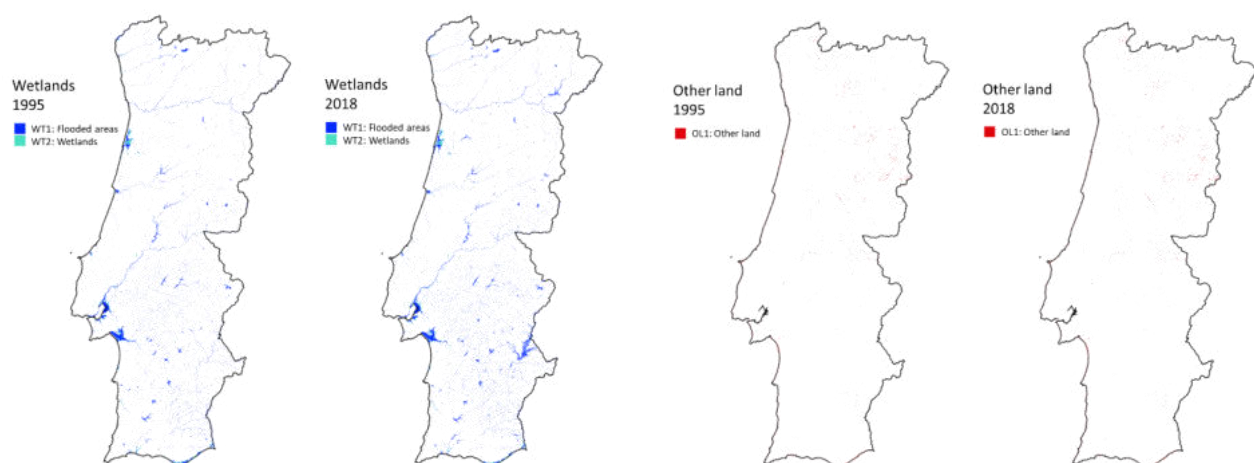 Wetlands
1995
WT1: Flooded areas
WT2: Wetlands
Wetlands
2018
WT1: Flooded areas
WT2: Wetlands
Other land
1995
OL1: Other land
Other land
2018
OL1: Other land